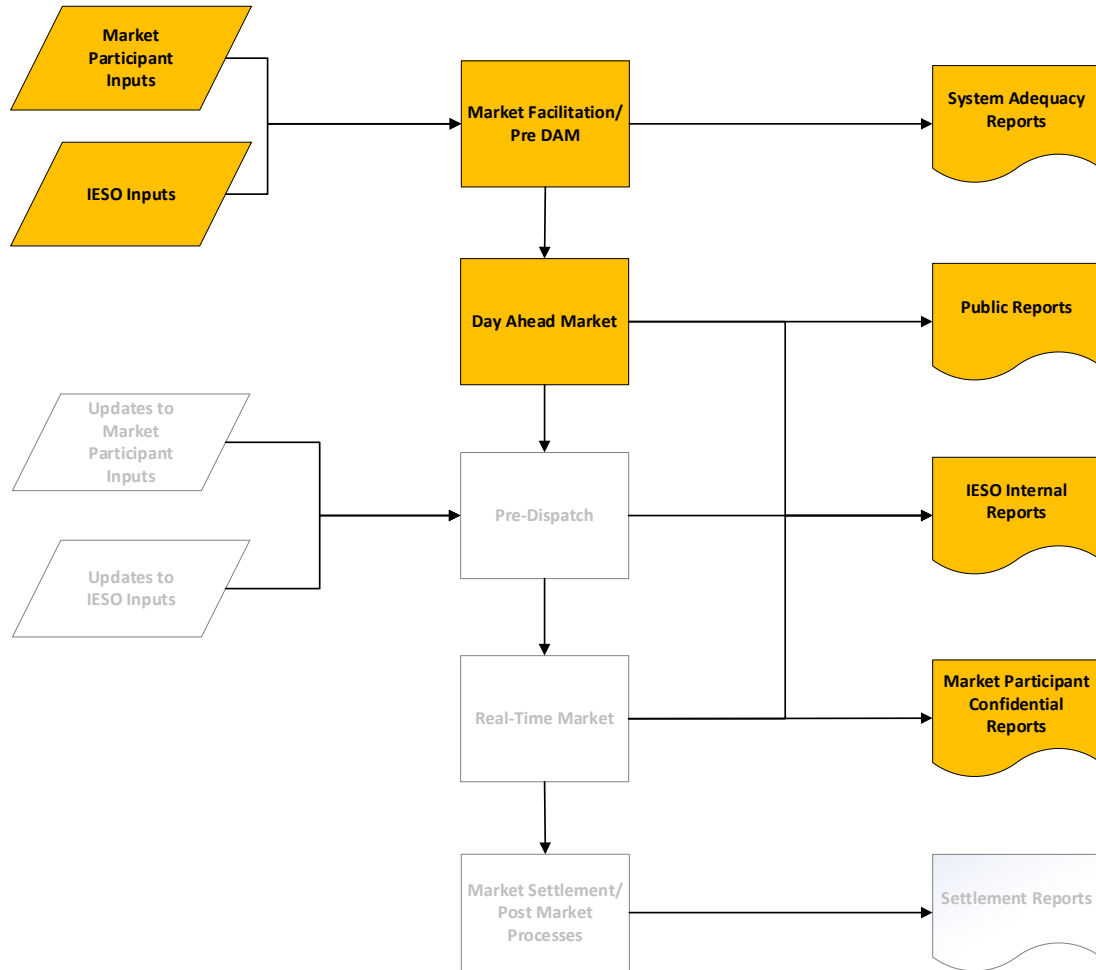 Market
Participant
Inputs
Market Facilitation/
Pre DAM
System Adequacy
Reports
IESO Inputs
Day Ahead Market
Public Reports
Updates to
Market
Participant
Inputs
Pre-Dispatch
IESO Internal
Reports
Updates to
IESO Inputs
Real-Time Market
Market Participant
Confidential
Reports
Market Settlement/
Post Market
Processes
Settlement Reports